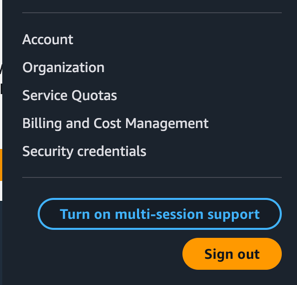 Account
Organization
Service Quotas
Billing and Cost Management
Security credentials
Turn on multi-session support
Sign out